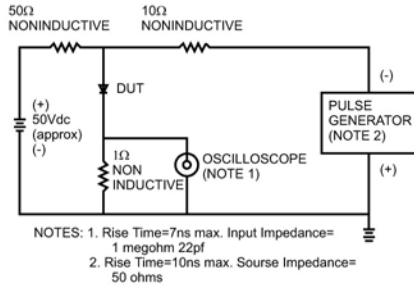 50Ω
NONINDUCTIVE
10Ω
NONINDUCTIVE
(+)
50Vdc
(approx)
(-)
DUT
1Ω
NON
INDUCTIVE
OSCILLOSCOPE
(NOTE 1)
(-)
PULSE
GENERATOR
(NOTE 2)
(+)
NOTES: 1. Rise Time=7ns max. Input Impedance=
1 megohm 22pf
2. Rise Time=10ns max. Sourse Impedance=
50 ohms